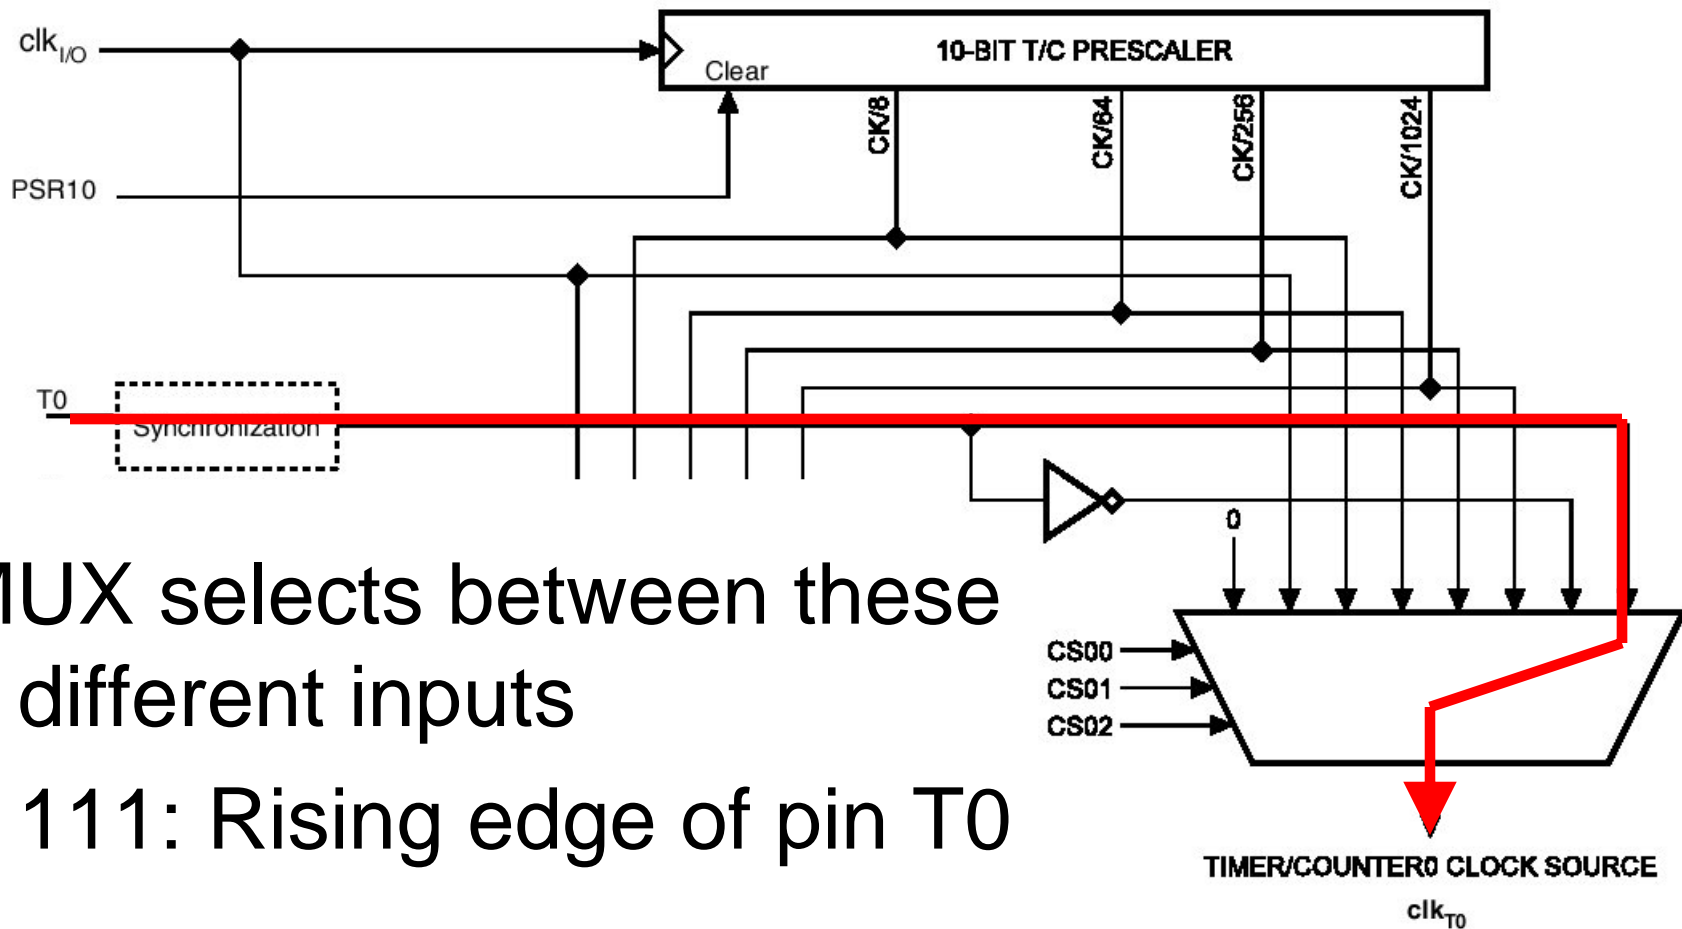 clkI/O
10-BIT T/C PRESCALER
Clear
CK/8
CK/64
CK/256
CK/1024
PSR10
T0
Synchronization
0
MUX selects between these
different inputs
CS00
CS01
CS02
111: Rising edge of pin T0
TIMER/COUNTER0 CLOCK SOURCE
clkT0